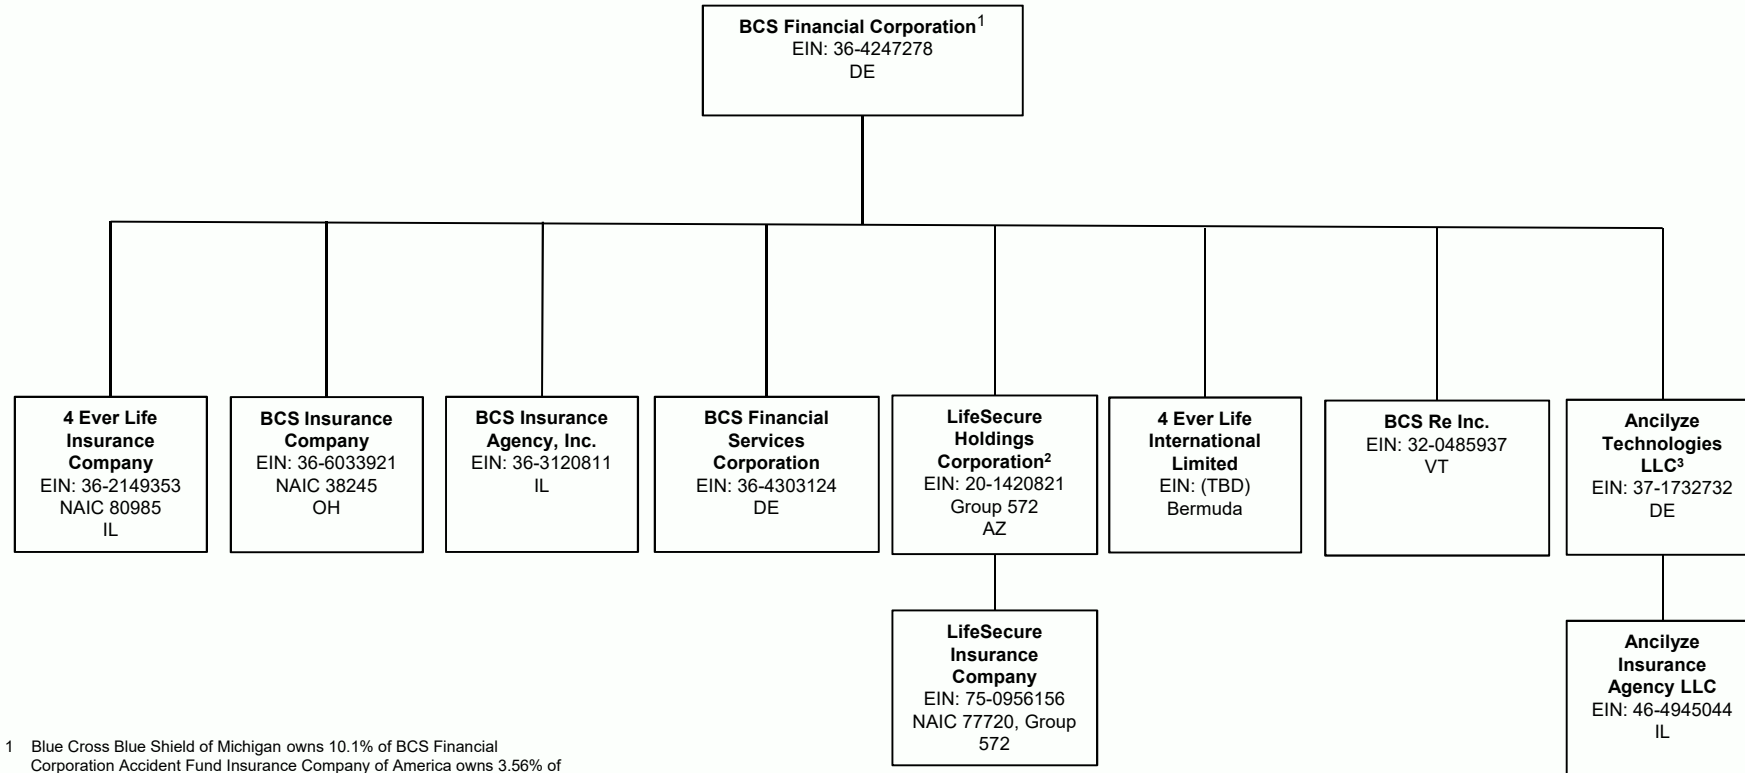 BCS Financial Corporation1
EIN: 36-4247278
DE
4 Ever Life
Insurance
Company
EIN: 36-2149353
NAIC 80985
IL
BCS Insurance
Company
EIN: 36-6033921
NAIC 38245
OH
BCS Insurance
Agency, Inc.
EIN: 36-3120811
IL
BCS Financial
Services
Corporation
EIN: 36-4303124
DE
LifeSecure
Holdings
Corporation2
EIN: 20-1420821
Group 572
AZ
4 Ever Life
International
Limited
EIN: (TBD)
Bermuda
BCS Re Inc.
EIN: 32-0485937
VT
Ancilyze
Technologies
LLC3
EIN: 37-1732732
DE
LifeSecure
Insurance
Company
EIN: 75-0956156
NAIC 77720, Group
572
Ancilyze
Insurance
Agency LLC
EIN: 46-4945044
IL
1 Blue Cross Blue Shield of Michigan owns 10.1% of BCS Financial
Corporation Accident Fund Insurance Company of America owns 3.56% of